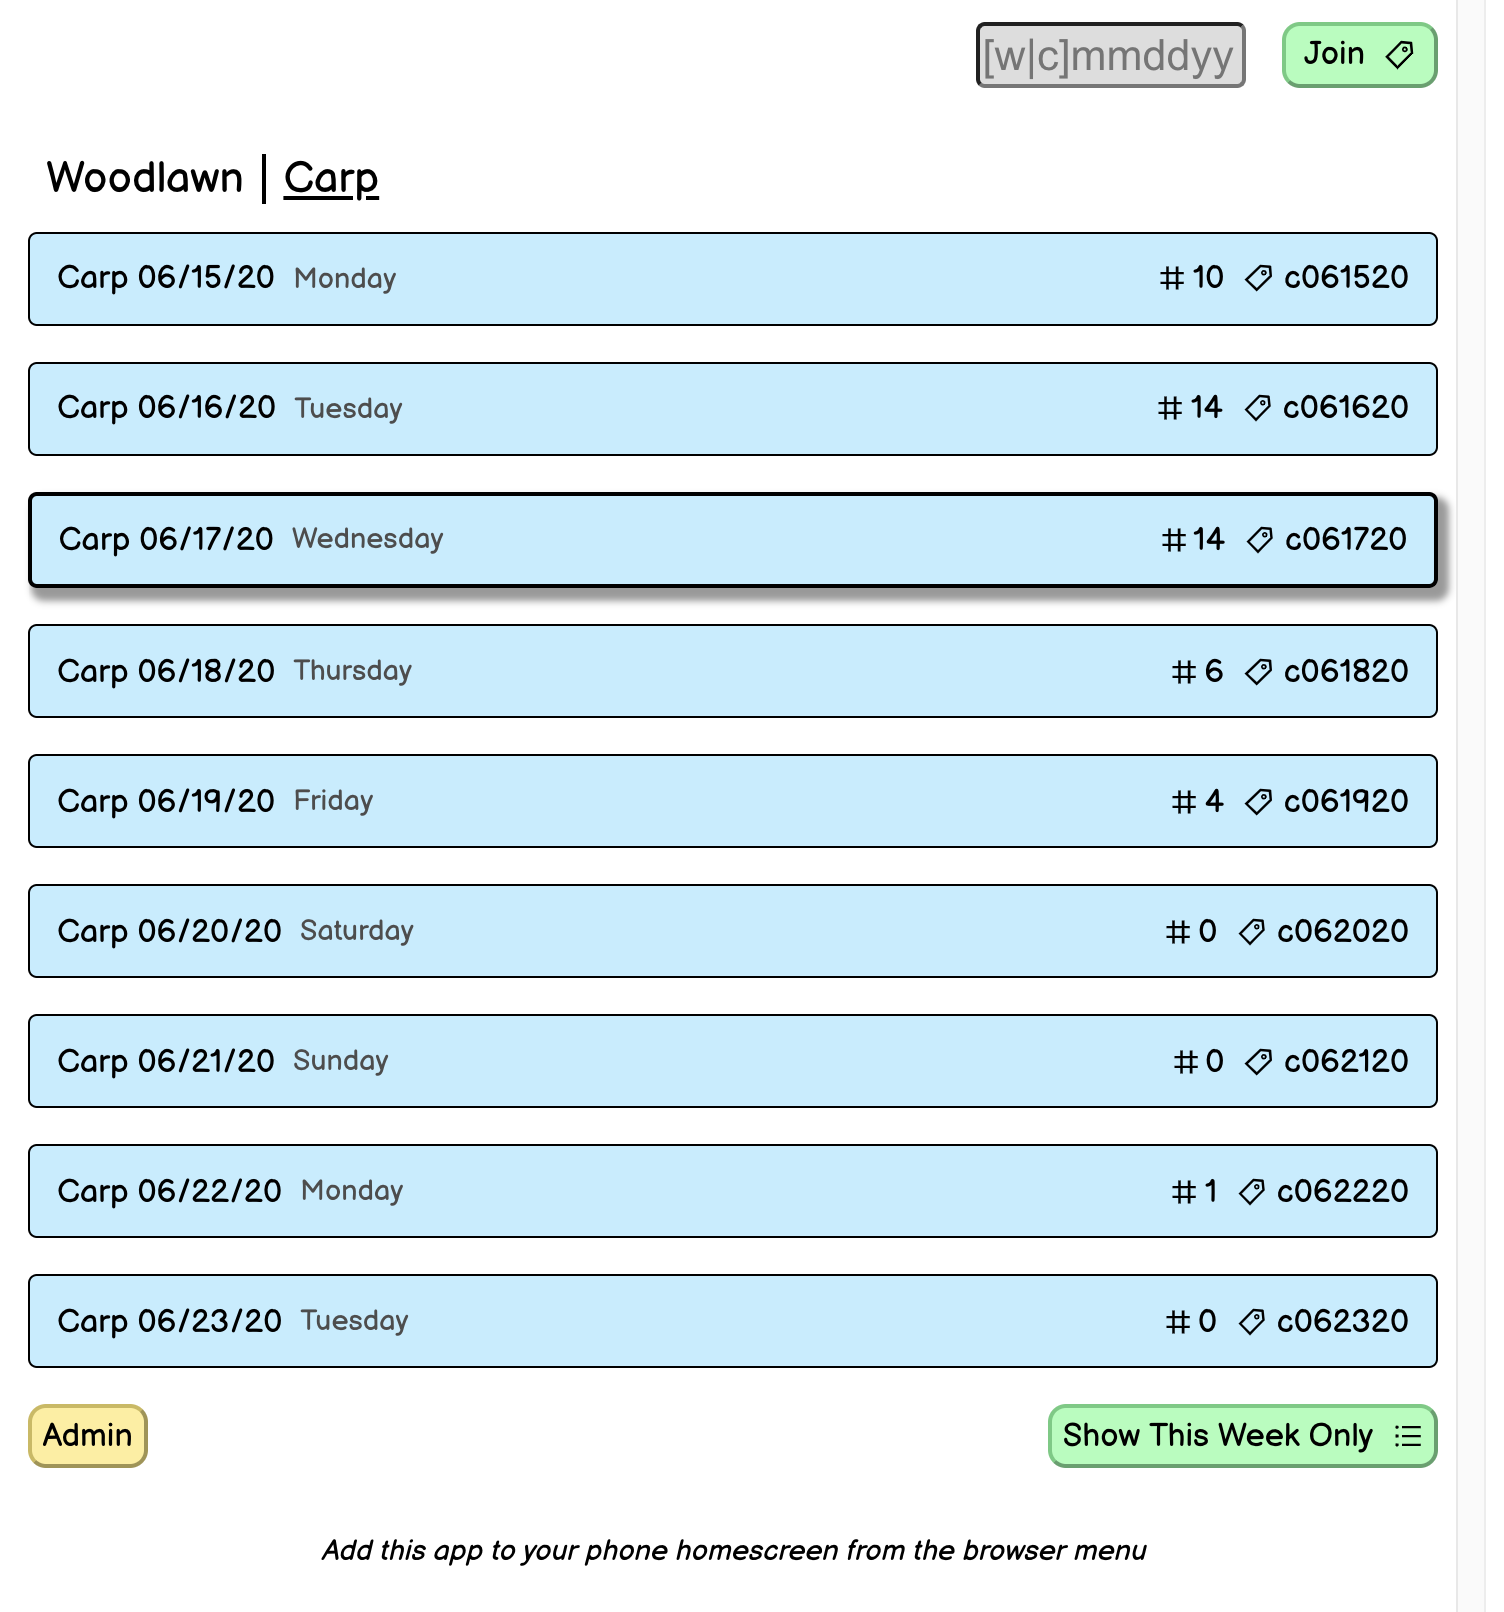 [w|c]mmddyy Join
Woodlawn | Carp
Carp 06/15/20 Monday # 10 c061520
Carp 06/16/20 Tuesday # 14 c061620
Carp 06/17/20 Wednesday # 14 c061720
Carp 06/18/20 Thursday # 6 c061820
Carp 06/19/20 Friday # 4 c061920
Carp 06/20/20 Saturday # 0 c062020
Carp 06/21/20 Sunday # 0 c062120
Carp 06/22/20 Monday # 1 c062220
Carp 06/23/20 Tuesday # 0 c062320
Admin Show This Week Only
Add this app to your phone homescreen from the browser menu